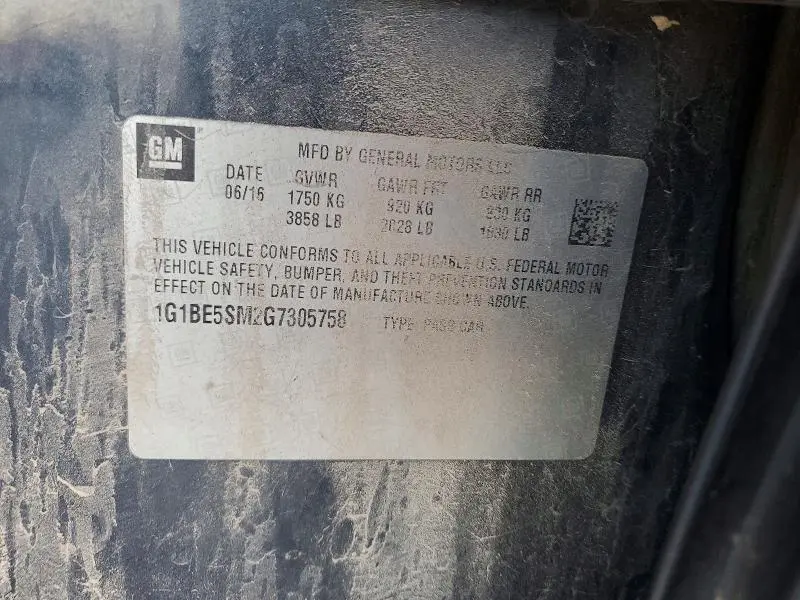 GM
MFD BY GENERAL MOTORS LLC
DATE GVWR GAWR FRT GAWR RR
06/16 1750 KG 920 KG 830 KG
3858 LB 2028 LB 1830 LB
THIS VEHICLE CONFORMS TO ALL APPLICABLE U.S. FEDERAL MOTOR
VEHICLE SAFETY, BUMPER, AND THEFT PREVENTION STANDARDS IN
EFFECT ON THE DATE OF MANUFACTURE SHOWN ABOVE.
1G1BE5SM2G7305758 TYPE: PASS CAR